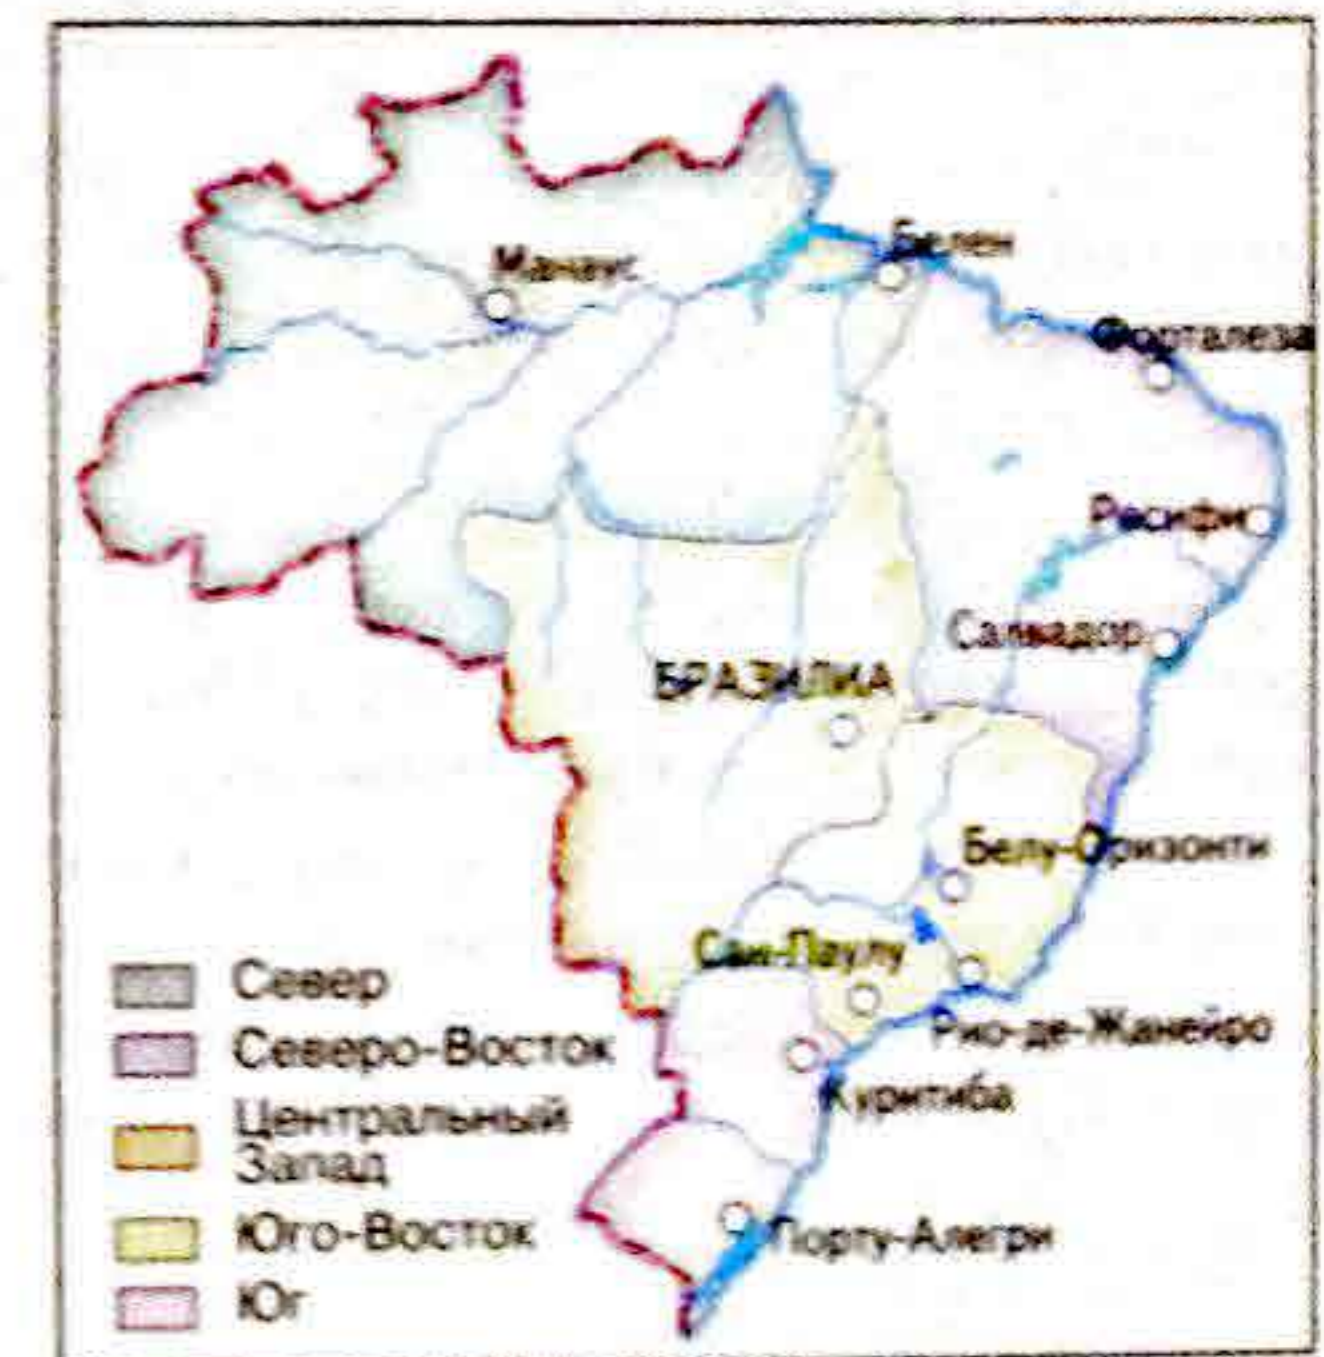 Манаус
Белен
Форталеза
Ресифи
Салвадор
БРАЗИЛИА
Белу-Оризонти
Сан-Паулу
Рио-де-Жанейро
Куритиба
Порту-Алегри
Север
Северо-Восток
Центральный
Запад
Юго-Восток
Юг